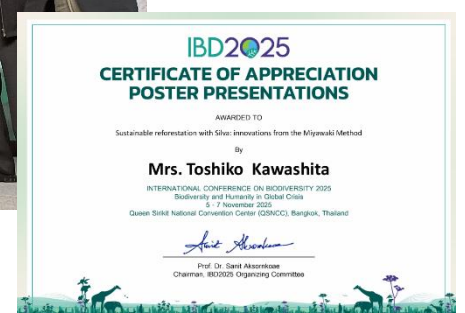 IBD2025
CERTIFICATE OF APPRECIATION
POSTER PRESENTATIONS
AWARDED TO
Sustainable reforestation with Silva: innovations from the Miyawaki Method
By
Mrs. Toshiko Kawashita
INTERNATIONAL CONFERENCE ON BIODIVERSITY 2025
Biodiversity and Humanity in Global Crisis
5 - 7 November 2025
Queen Sirikit National Convention Center (QSNCC), Bangkok, Thailand
Prof. Dr. Sanit Aksornkoae
Chairman, IBD2025 Organizing Committee